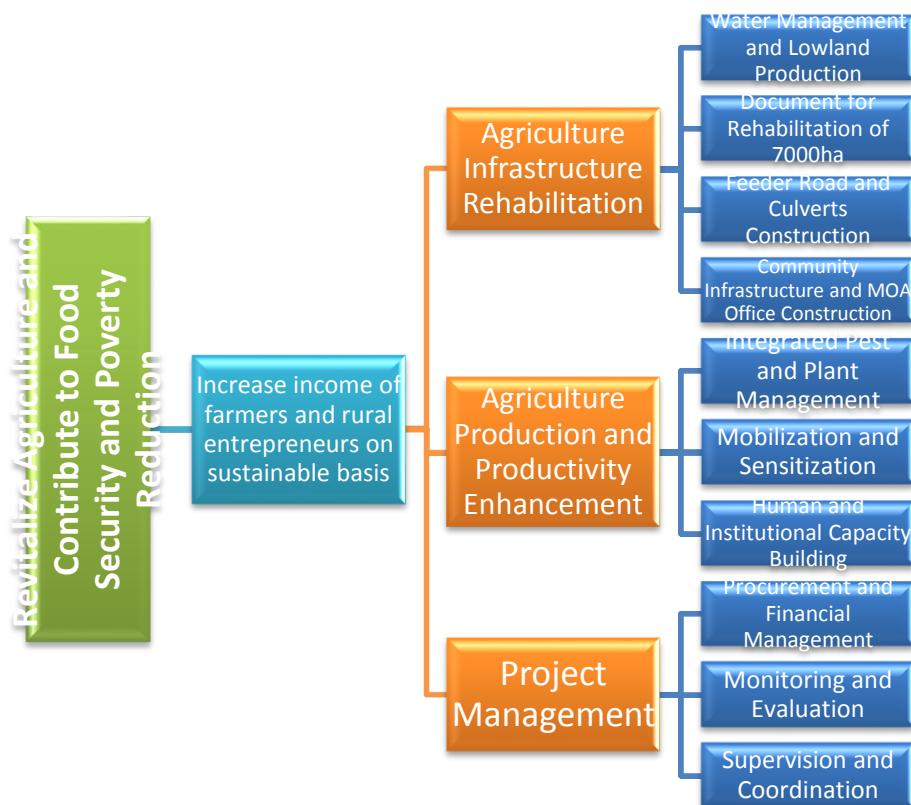 Revitalize Agriculture and
Contribute to Food
Security and Poverty
Reduction
Increase income of
farmers and rural
entrepreneurs on
sustainable basis
Agriculture
Infrastructure
Rehabilitation
Water Management
and Lowland
Production
Document for
Rehabilitation of
7000ha
Feeder Road and
Culverts
Construction
Community
Infrastructure and MOA
Office Construction
Agriculture
Production and
Productivity
Enhancement
Integrated Pest
and Plant
Management
Mobilization and
Sensitization
Human and
Institutional Capacity
Building
Project
Management
Procurement and
Financial
Management
Monitoring and
Evaluation
Supervision and
Coordination